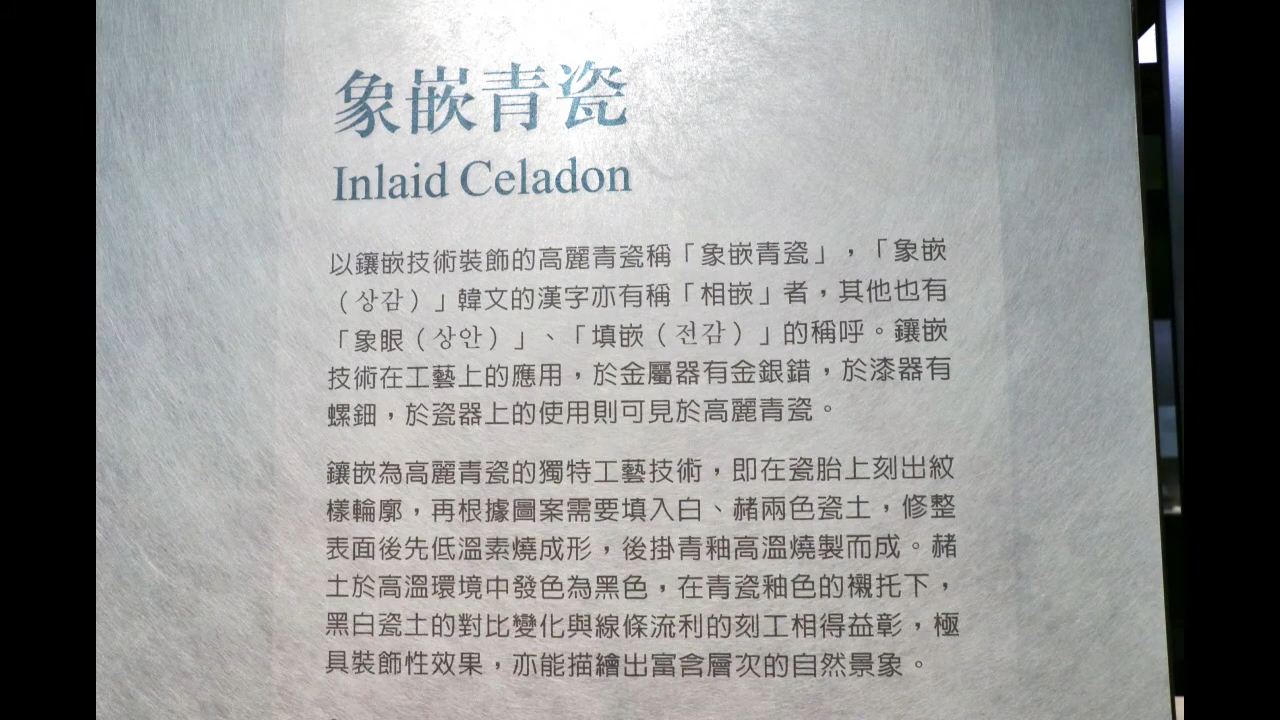 象嵌青瓷
Inlaid Celadon
以鑲嵌技術裝飾的高麗青瓷稱「象嵌青瓷」，「象嵌
（상감）」韓文的漢字亦有稱「相嵌」者，其他也有
「象眼（상안）」、「填嵌（전감）」的稱呼。鑲嵌
技術在工藝上的應用，於金屬器有金銀錯，於漆器有
螺鈿，於瓷器上的使用則可見於高麗青瓷。
鑲嵌為高麗青瓷的獨特工藝技術，即在瓷胎上刻出紋
樣輪廓，再根據圖案需要填入白、赭兩色瓷土，修整
表面後先低溫素燒成形，後掛青釉高溫燒製而成。赭
土於高溫環境中發色為黑色，在青瓷釉色的襯托下，
黑白瓷土的對比變化與線條流利的刻工相得益彰，極
具裝飾性效果，亦能描繪出富含層次的自然景象。